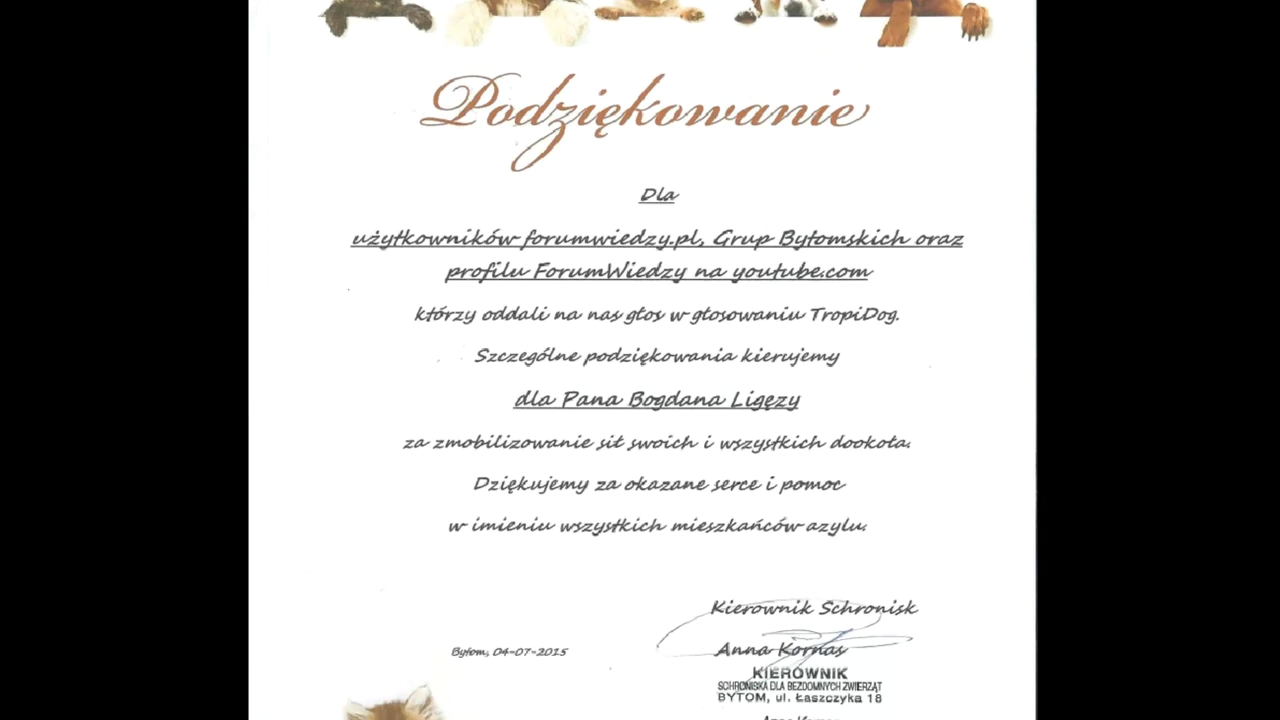 Podziękowanie
Dla
użytkowników forumwiedzy.pl, Grup Bytomskich oraz
profilu ForumWiedzy na youtube.com
którzy oddali na nas głos w głosowaniu TropiDog.
Szczególne podziękowania kierujemy
dla Pana Bogdana Ligęzy
za zmobilizowanie sił swoich i wszystkich dookoła.
Dziękujemy za okazane serce i pomoc
w imieniu wszystkich mieszkańców azylu.
Kierownik Schronisk
Bytom, 04-07-2015
Anna Kornas
KIEROWNIK
SCHRONISKA DLA BEZDOMNYCH ZWIERZĄT
BYTOM, ul. Łaszczyka 18